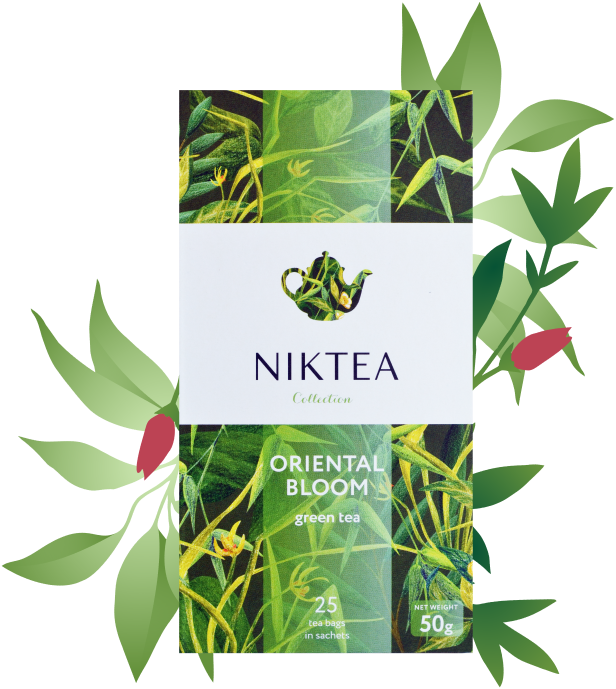 NIKTEA
Collection
ORIENTAL
BLOOM
green tea
25
tea bags
in sachets
NET WEIGHT
50g